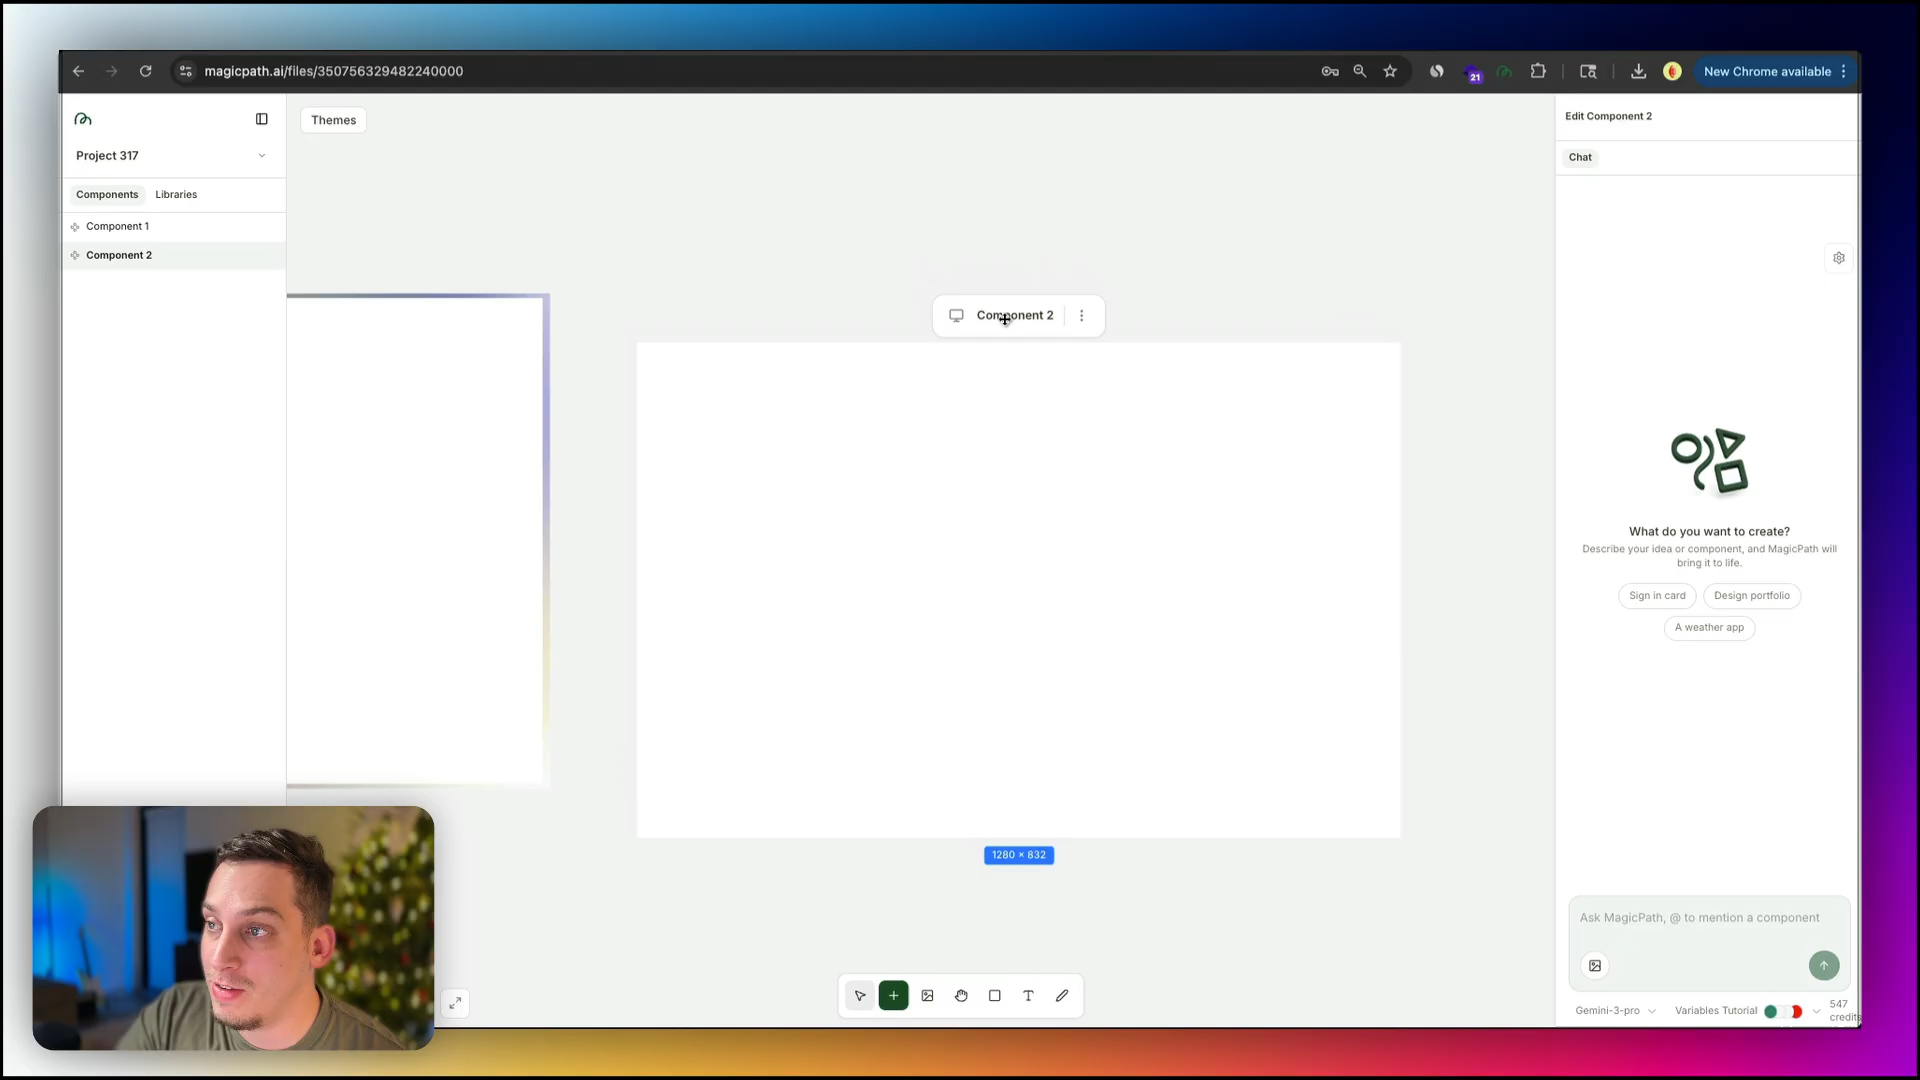 magicpath.ai/files/350756329482240000
21
New Chrome available
Themes
Edit Component 2
Project 317
Chat
Components
Libraries
Component 1
Component 2
Component 2
What do you want to create?
Describe your idea or component, and MagicPath will
bring it to life.
Sign in card
Design portfolio
A weather app
1280 × 832
Ask MagicPath, @ to mention a component
Gemini-3-pro
Variables Tutorial
547
credits